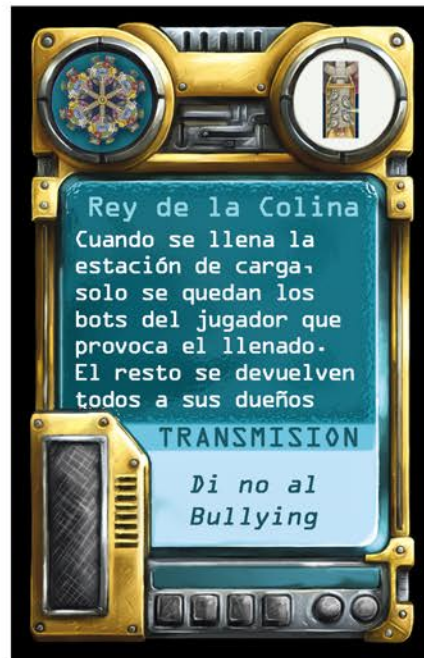 Rey de la Colina
Cuando se llena la
estación de carga,
solo se quedan los
bots del jugador que
provoca el llenado.
El resto se devuelven
todos a sus dueños
TRANSMISION
Di no al
Bullying